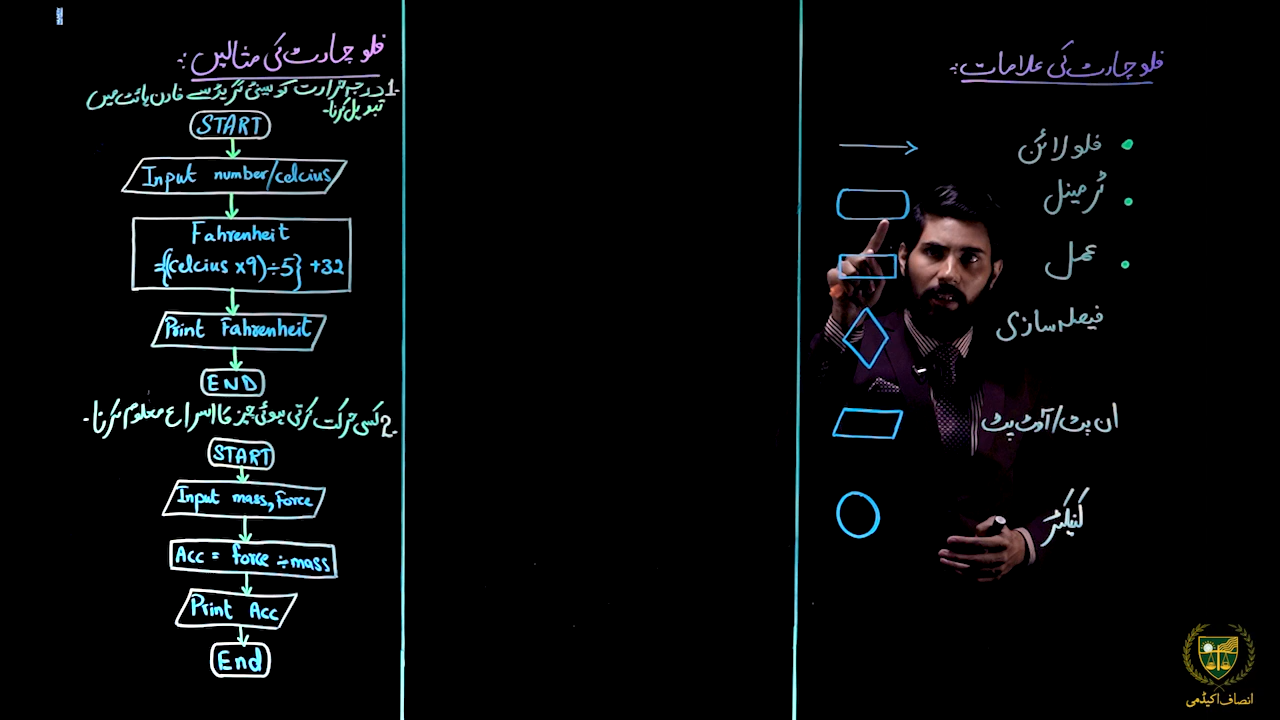 فلو چارٹ کی علامات :.
فلو لائن
ٹرمینل
عمل
فیصلہ سازی
ان پٹ/آؤٹ پٹ
کنیکٹر
فلو چارٹ کی مثالیں :.
1- درجہ حرارت کو سینٹی گریڈ سے فارن ہائٹ میں
تبدیل کرنا۔
START
Input number/celcius
Fahrenheit
={(celcius x9)÷5} +32
Print Fahrenheit
END
2- کسی حرکت کرتی ہوئی چیز کا اسراع معلوم کرنا۔
START
Input mass, Force
Acc = force ÷ mass
Print Acc
End
انصاف اکیڈمی